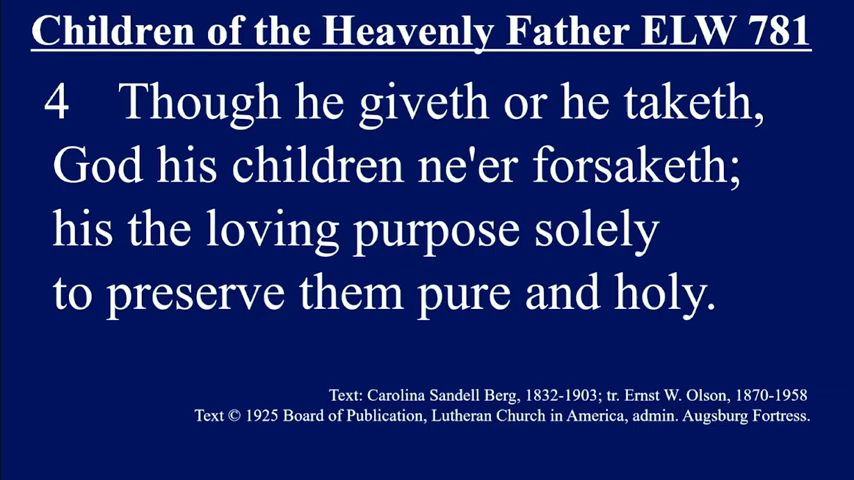 Children of the Heavenly Father ELW 781
4 Though he giveth or he taketh,
God his children ne'er forsaketh;
his the loving purpose solely
to preserve them pure and holy.
Text: Carolina Sandell Berg, 1832-1903; tr. Ernst W. Olson, 1870-1958
Text © 1925 Board of Publication, Lutheran Church in America, admin. Augsburg Fortress.